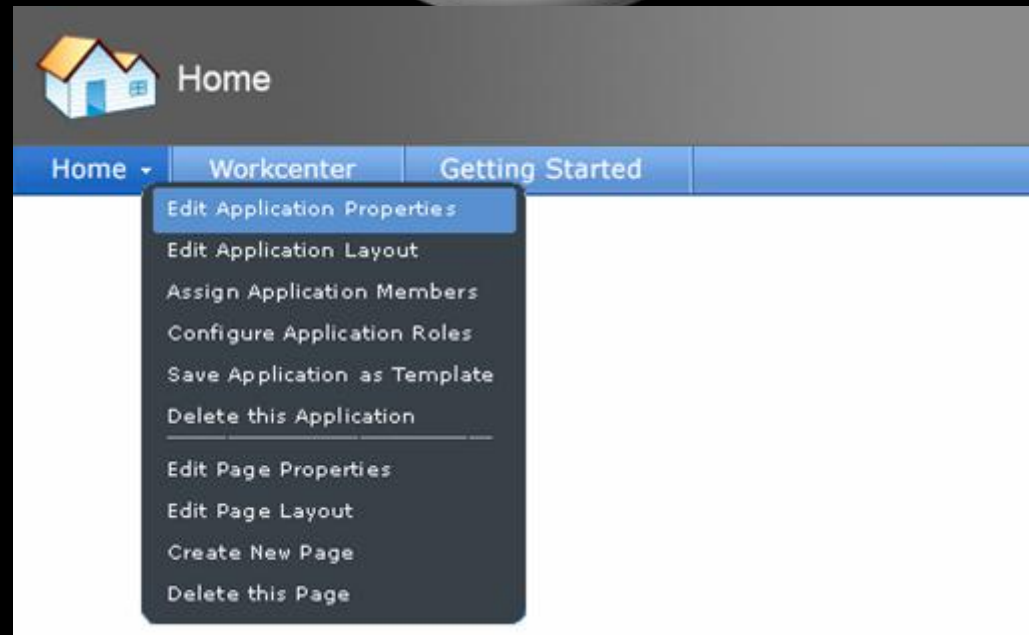 Home
Home Workcenter Getting Started
Edit Application Properties
Edit Application Layout
Assign Application Members
Configure Application Roles
Save Application as Template
Delete this Application
Edit Page Properties
Edit Page Layout
Create New Page
Delete this Page